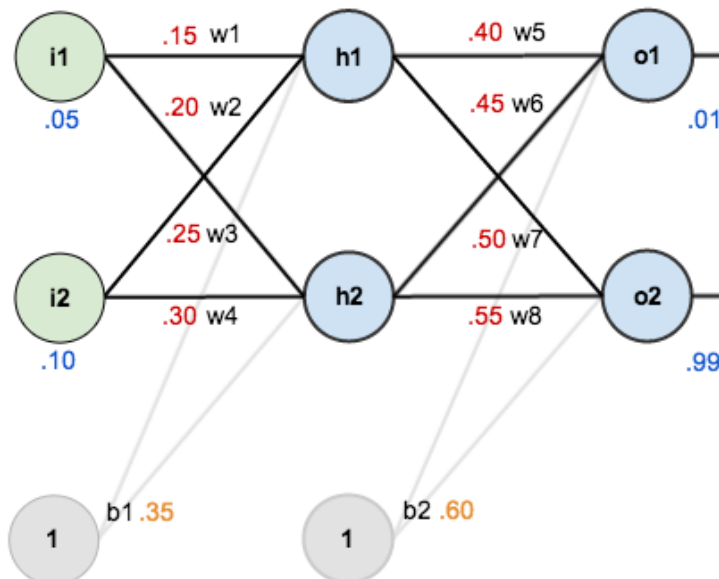 i1 .15 w1 h1 .40 w5 o1
.05 .20 w2 .45 w6 .01
.25 w3 .50 w7
i2 .30 w4 h2 .55 w8 o2
.10 .99
1 b1 .35 1 b2 .60